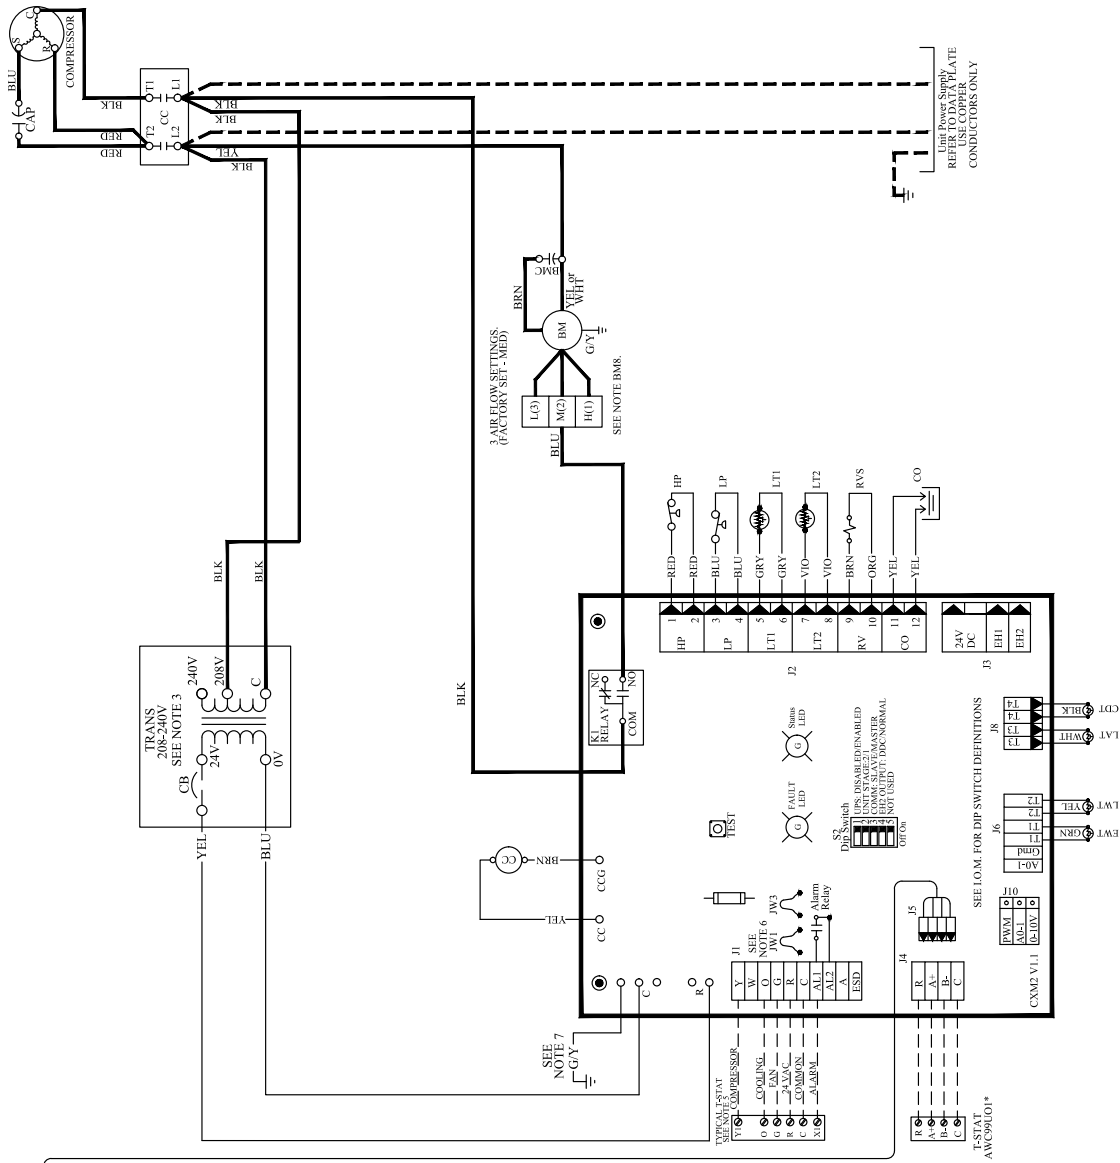 C
S
R
COMPRESSOR
BLU
CAP
RED
RED
BLK
T1
L1
CC
T2
L2
BLK
BLK
YEL
BLK
Unit Power Supply
REFER TO DATA PLATE
USE COPPER
CONDUCTORS ONLY
BMC
BRN
YEL or
WHT
BM
G/Y
3 AIR FLOW SETTINGS.
(FACTORY SET - MED)
L(3)
M(2)
H(1)
SEE NOTE BM8.
BLU
BLK
BLK
TRANS
208-240V
SEE NOTE 3
240V
208V
C
24V
0V
CB
YEL
BLU
BLK
HP
LP
LT1
LT2
RVS
CO
RED
RED
BLU
BLU
GRY
GRY
VIO
VIO
BRN
ORG
YEL
YEL
1
2
3
4
5
6
7
8
9
10
11
12
HP
LP
LT1
LT2
RV
CO
J2
24V
DC
EH1
EH2
J3
K1
RELAY
NC
NO
COM
Status
LED
G
FAULT
LED
G
TEST
S2
Dip Switch
1
2
3
4
5
UPS: DISABLED/ENABLED
UNIT STAGE:2/1
COMM: SLAVE/MASTER
EH2 OUTPUT: DDC/NORMAL
NOT USED
Off On
SEE I.O.M. FOR DIP SWITCH DEFINITIONS
J8
T4
T4
T3
T3
BLK
CDT
WHT
LAT
J6
T2
T2
T1
T1
Grnd
A0-1
YEL
LWT
GRN
EWT
J10
PWM
A0-1
0-10V
CXM2 V1.1
CC
BRN
YEL
CCG
CC
SEE
NOTE 6
JW1
JW3
Alarm
Relay
J1
Y
W
O
G
R
C
AL1
AL2
A
ESD
J5
J4
R
A+
B-
C
C
R
SEE
NOTE 7
G/Y
TYPICAL T-STAT
SEE NOTE 5
COMPRESSOR
COOLING
FAN
24 VAC
COMMON
ALARM
Y1
O
G
R
C
X1
R
A+
B-
C
T-STAT
AWC99UO1*